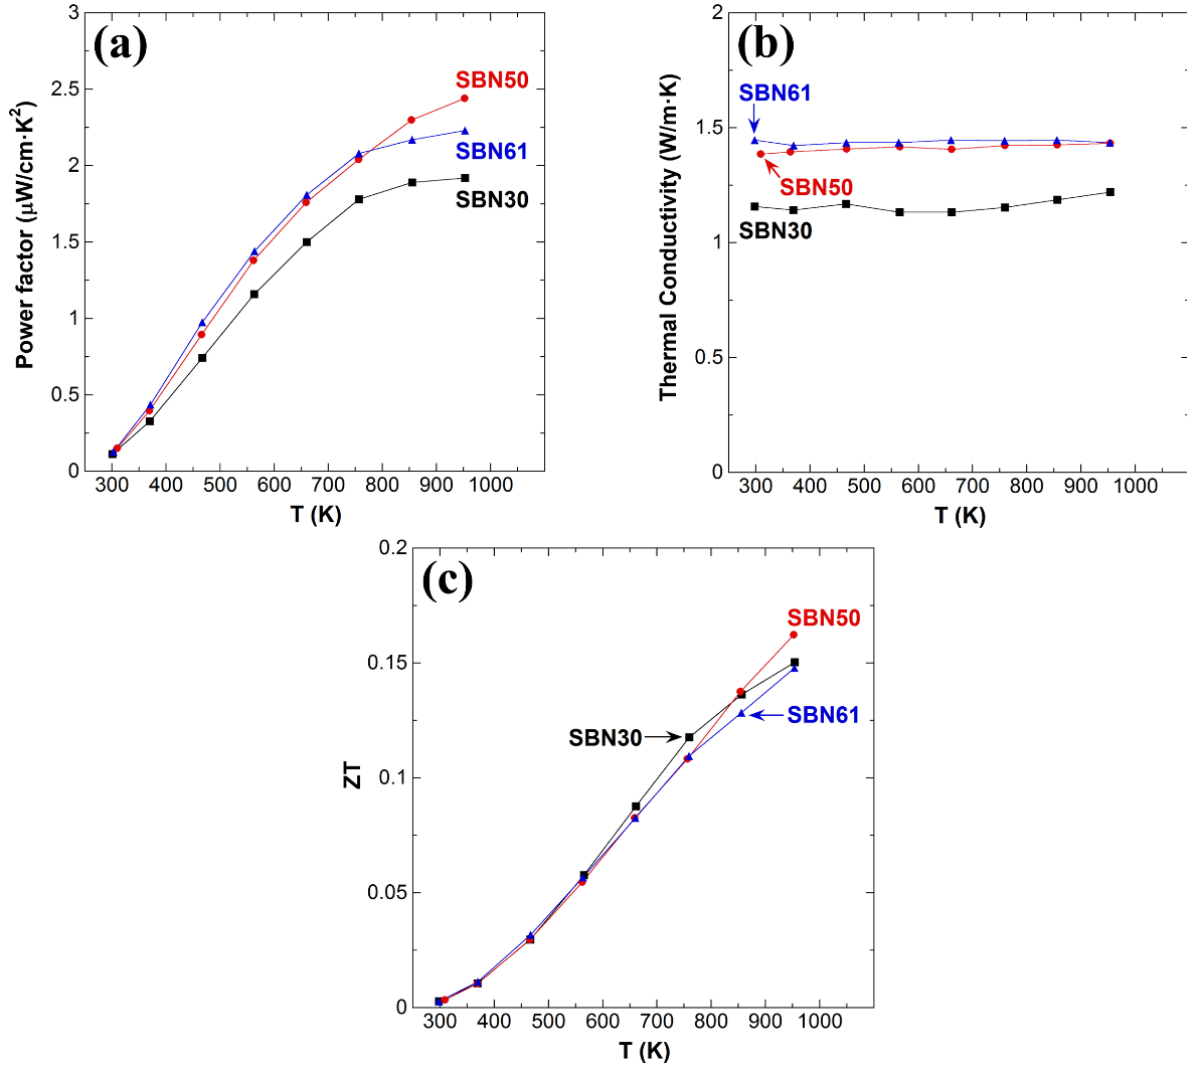 (a)
Power factor (μW/cm·K²)
3
2.5
2
1.5
1
0.5
0
SBN50
SBN61
SBN30
300 400 500 600 700 800 900 1000
T (K)
(b)
Thermal Conductivity (W/m·K)
2
1.5
1
0.5
0
SBN61
SBN50
SBN30
300 400 500 600 700 800 900 1000
T (K)
(c)
ZT
0.2
0.15
0.1
0.05
0
SBN50
SBN61
SBN30
300 400 500 600 700 800 900 1000
T (K)